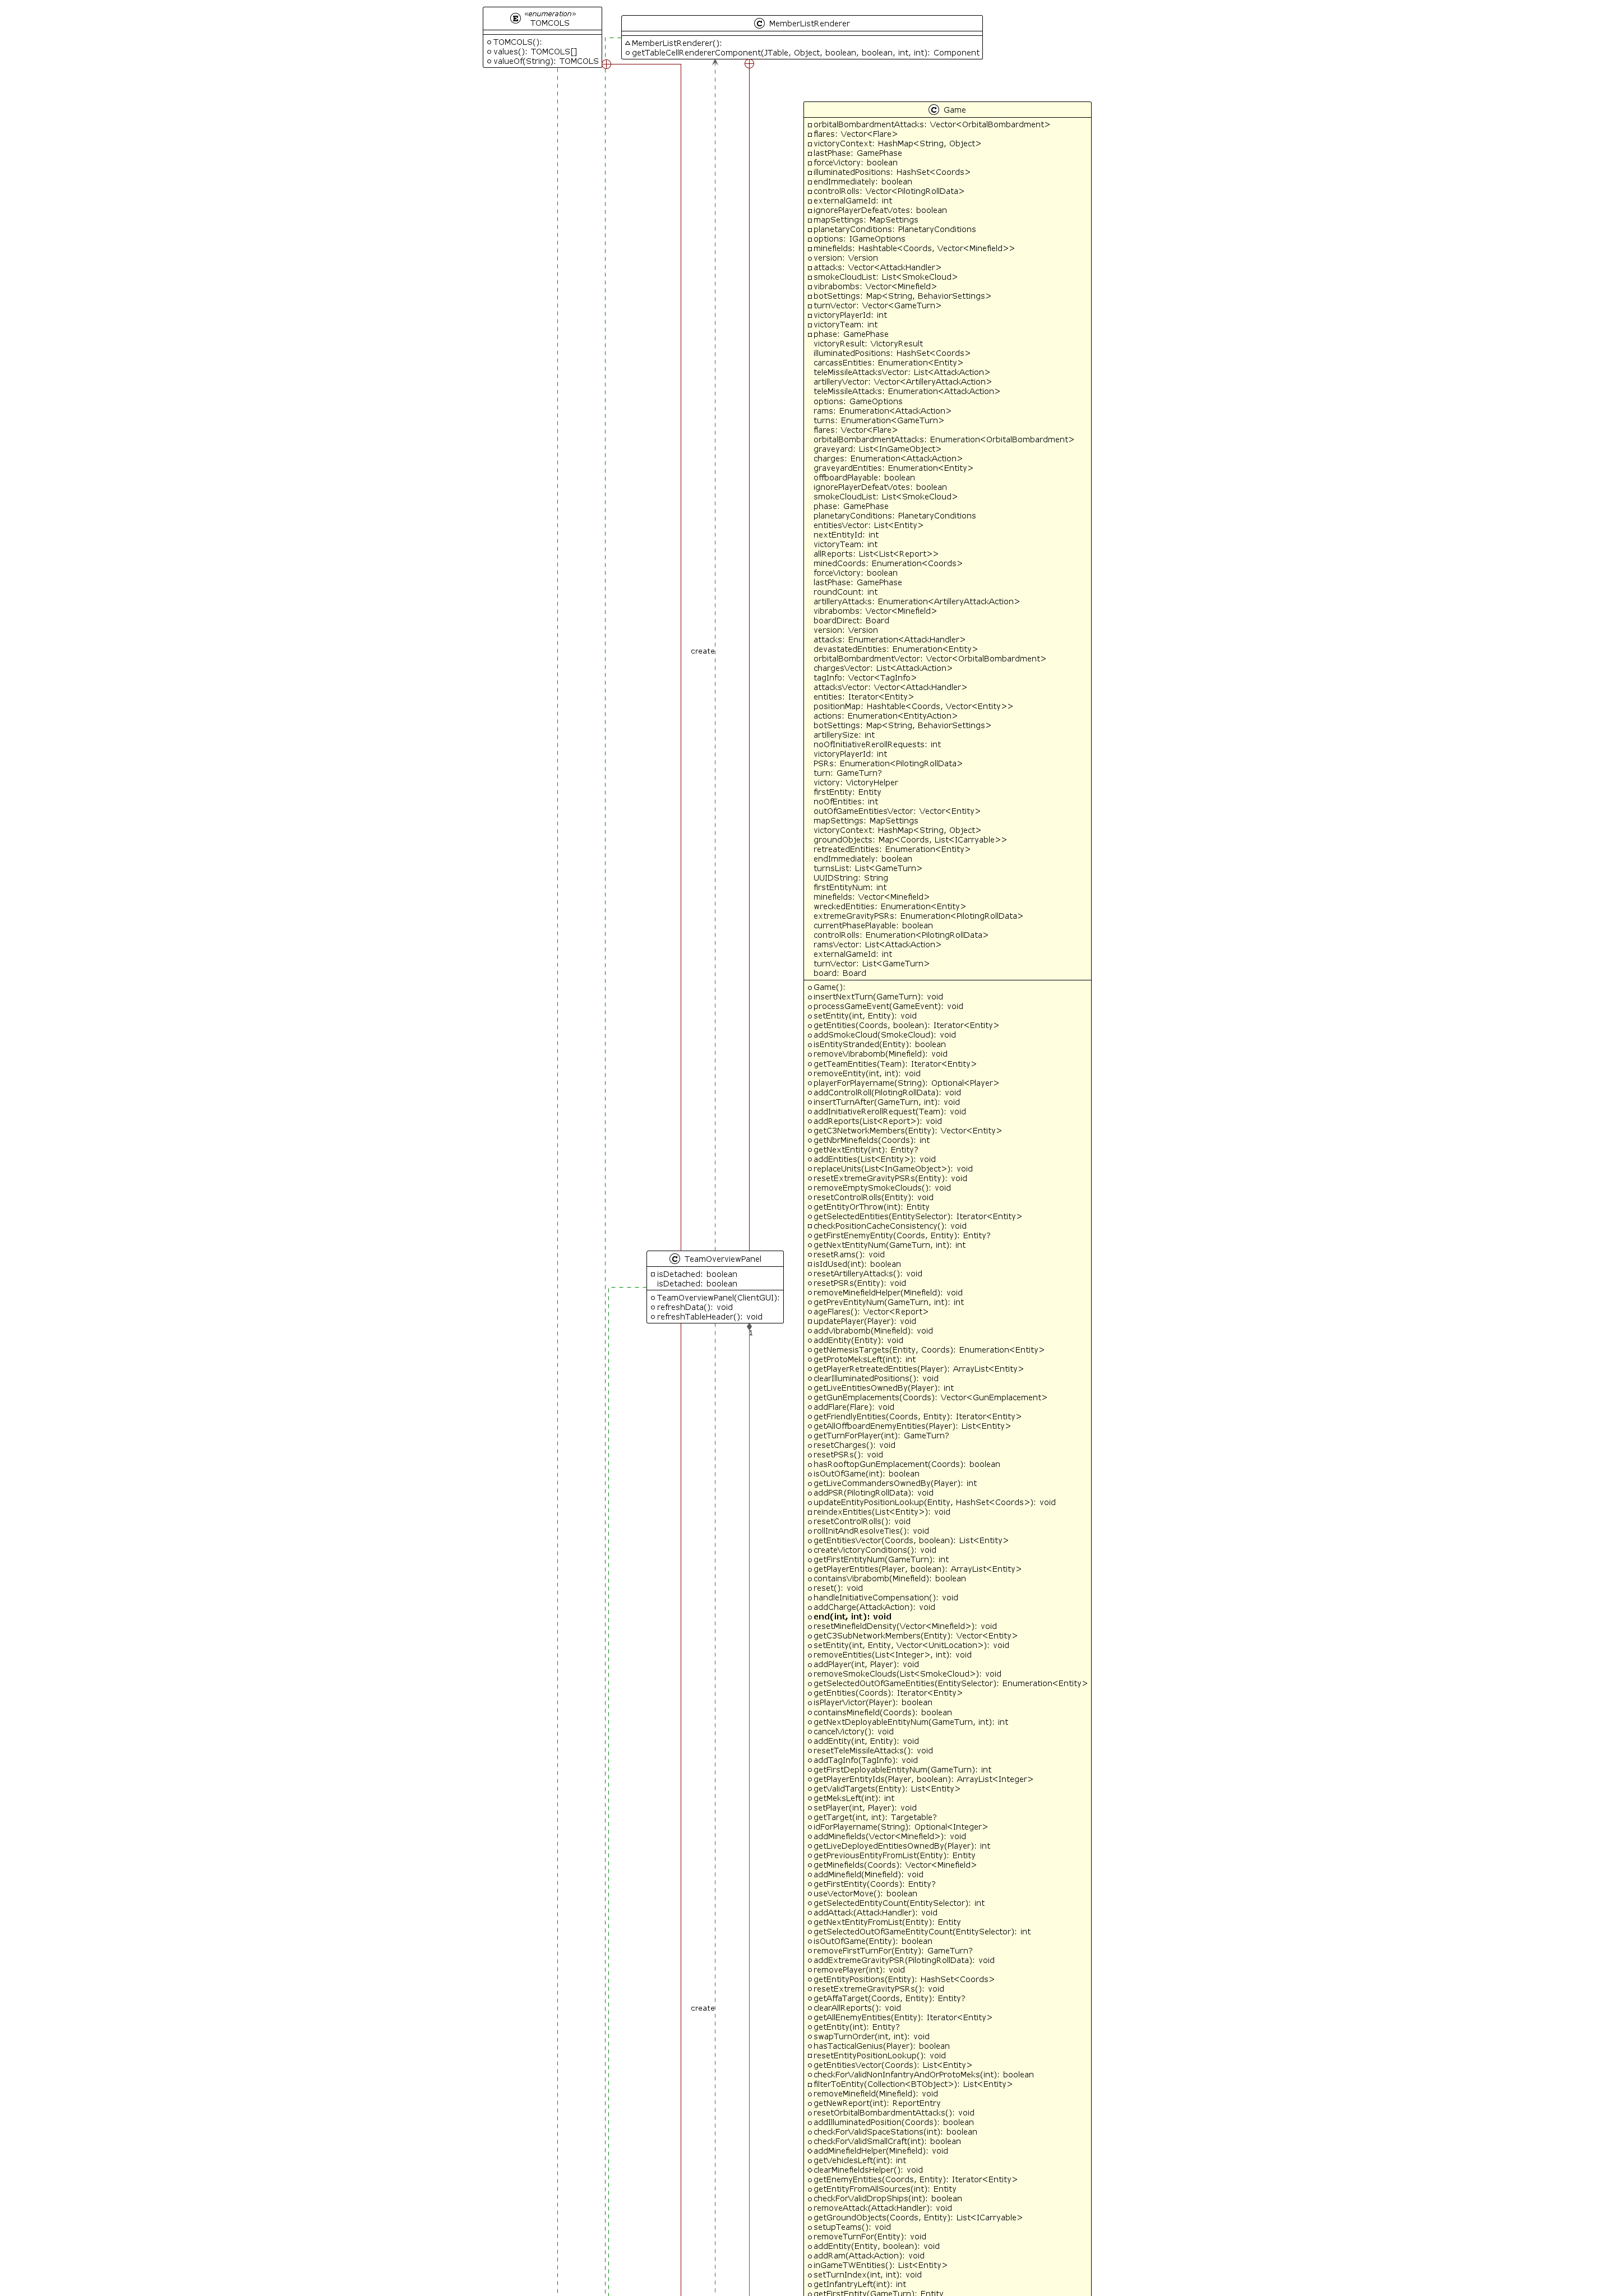 «enumeration»
TOMCOLS
TOMCOLS():
values(): TOMCOLS[]
valueOf(String): TOMCOLS
MemberListRenderer
MemberListRenderer():
getTableCellRendererComponent(JTable, Object, boolean, boolean, int, int): Component
Game
orbitalBombardmentAttacks: Vector<OrbitalBombardment>
flares: Vector<Flare>
victoryContext: HashMap<String, Object>
lastPhase: GamePhase
forceVictory: boolean
illuminatedPositions: HashSet<Coords>
endImmediately: boolean
controlRolls: Vector<PilotingRollData>
externalGameId: int
ignorePlayerDefeatVotes: boolean
mapSettings: MapSettings
planetaryConditions: PlanetaryConditions
options: IGameOptions
minefields: Hashtable<Coords, Vector<Minefield>>
version: Version
attacks: Vector<AttackHandler>
smokeCloudList: List<SmokeCloud>
vibrabombs: Vector<Minefield>
botSettings: Map<String, BehaviorSettings>
turnVector: Vector<GameTurn>
victoryPlayerId: int
victoryTeam: int
phase: GamePhase
victoryResult: VictoryResult
illuminatedPositions: HashSet<Coords>
carcassEntities: Enumeration<Entity>
teleMissileAttacksVector: List<AttackAction>
artilleryVector: Vector<ArtilleryAttackAction>
teleMissileAttacks: Enumeration<AttackAction>
options: GameOptions
rams: Enumeration<AttackAction>
turns: Enumeration<GameTurn>
flares: Vector<Flare>
orbitalBombardmentAttacks: Enumeration<OrbitalBombardment>
graveyard: List<InGameObject>
charges: Enumeration<AttackAction>
graveyardEntities: Enumeration<Entity>
offboardPlayable: boolean
ignorePlayerDefeatVotes: boolean
smokeCloudList: List<SmokeCloud>
phase: GamePhase
planetaryConditions: PlanetaryConditions
entitiesVector: List<Entity>
nextEntityId: int
victoryTeam: int
allReports: List<List<Report>>
minedCoords: Enumeration<Coords>
forceVictory: boolean
lastPhase: GamePhase
roundCount: int
artilleryAttacks: Enumeration<ArtilleryAttackAction>
vibrabombs: Vector<Minefield>
boardDirect: Board
version: Version
attacks: Enumeration<AttackHandler>
devastatedEntities: Enumeration<Entity>
orbitalBombardmentVector: Vector<OrbitalBombardment>
chargesVector: List<AttackAction>
tagInfo: Vector<TagInfo>
attacksVector: Vector<AttackHandler>
entities: Iterator<Entity>
positionMap: Hashtable<Coords, Vector<Entity>>
actions: Enumeration<EntityAction>
botSettings: Map<String, BehaviorSettings>
artillerySize: int
noOfInitiativeRerollRequests: int
victoryPlayerId: int
PSRs: Enumeration<PilotingRollData>
turn: GameTurn?
victory: VictoryHelper
firstEntity: Entity
noOfEntities: int
outOfGameEntitiesVector: Vector<Entity>
mapSettings: MapSettings
victoryContext: HashMap<String, Object>
groundObjects: Map<Coords, List<ICarryable>>
retreatedEntities: Enumeration<Entity>
endImmediately: boolean
turnsList: List<GameTurn>
UUIDString: String
firstEntityNum: int
minefields: Vector<Minefield>
wreckedEntities: Enumeration<Entity>
extremeGravityPSRs: Enumeration<PilotingRollData>
currentPhasePlayable: boolean
controlRolls: Enumeration<PilotingRollData>
ramsVector: List<AttackAction>
externalGameId: int
turnVector: List<GameTurn>
board: Board
Game():
insertNextTurn(GameTurn): void
processGameEvent(GameEvent): void
setEntity(int, Entity): void
getEntities(Coords, boolean): Iterator<Entity>
addSmokeCloud(SmokeCloud): void
isEntityStranded(Entity): boolean
removeVibrabomb(Minefield): void
getTeamEntities(Team): Iterator<Entity>
removeEntity(int, int): void
playerForPlayername(String): Optional<Player>
addControlRoll(PilotingRollData): void
insertTurnAfter(GameTurn, int): void
addInitiativeRerollRequest(Team): void
addReports(List<Report>): void
getC3NetworkMembers(Entity): Vector<Entity>
getNbrMinefields(Coords): int
getNextEntity(int): Entity?
addEntities(List<Entity>): void
replaceUnits(List<InGameObject>): void
resetExtremeGravityPSRs(Entity): void
removeEmptySmokeClouds(): void
resetControlRolls(Entity): void
getEntityOrThrow(int): Entity
getSelectedEntities(EntitySelector): Iterator<Entity>
checkPositionCacheConsistency(): void
getFirstEnemyEntity(Coords, Entity): Entity?
getNextEntityNum(GameTurn, int): int
resetRams(): void
isIdUsed(int): boolean
resetArtilleryAttacks(): void
resetPSRs(Entity): void
removeMinefieldHelper(Minefield): void
getPrevEntityNum(GameTurn, int): int
ageFlares(): Vector<Report>
updatePlayer(Player): void
addVibrabomb(Minefield): void
addEntity(Entity): void
getNemesisTargets(Entity, Coords): Enumeration<Entity>
getProtoMeksLeft(int): int
getPlayerRetreatedEntities(Player): ArrayList<Entity>
clearIlluminatedPositions(): void
getLiveEntitiesOwnedBy(Player): int
getGunEmplacements(Coords): Vector<GunEmplacement>
addFlare(Flare): void
getFriendlyEntities(Coords, Entity): Iterator<Entity>
getAllOffboardEnemyEntities(Player): List<Entity>
getTurnForPlayer(int): GameTurn?
resetCharges(): void
resetPSRs(): void
hasRooftopGunEmplacement(Coords): boolean
isOutOfGame(int): boolean
getLiveCommandersOwnedBy(Player): int
addPSR(PilotingRollData): void
updateEntityPositionLookup(Entity, HashSet<Coords>): void
reindexEntities(List<Entity>): void
resetControlRolls(): void
rollInitAndResolveTies(): void
getEntitiesVector(Coords, boolean): List<Entity>
createVictoryConditions(): void
getFirstEntityNum(GameTurn): int
getPlayerEntities(Player, boolean): ArrayList<Entity>
containsVibrabomb(Minefield): boolean
reset(): void
handleInitiativeCompensation(): void
addCharge(AttackAction): void
end(int, int): void
resetMinefieldDensity(Vector<Minefield>): void
getC3SubNetworkMembers(Entity): Vector<Entity>
setEntity(int, Entity, Vector<UnitLocation>): void
removeEntities(List<Integer>, int): void
addPlayer(int, Player): void
removeSmokeClouds(List<SmokeCloud>): void
getSelectedOutOfGameEntities(EntitySelector): Enumeration<Entity>
getEntities(Coords): Iterator<Entity>
isPlayerVictor(Player): boolean
containsMinefield(Coords): boolean
getNextDeployableEntityNum(GameTurn, int): int
cancelVictory(): void
addEntity(int, Entity): void
resetTeleMissileAttacks(): void
addTagInfo(TagInfo): void
getFirstDeployableEntityNum(GameTurn): int
getPlayerEntityIds(Player, boolean): ArrayList<Integer>
getValidTargets(Entity): List<Entity>
getMeksLeft(int): int
setPlayer(int, Player): void
getTarget(int, int): Targetable?
idForPlayername(String): Optional<Integer>
addMinefields(Vector<Minefield>): void
getLiveDeployedEntitiesOwnedBy(Player): int
getPreviousEntityFromList(Entity): Entity
getMinefields(Coords): Vector<Minefield>
addMinefield(Minefield): void
getFirstEntity(Coords): Entity?
useVectorMove(): boolean
getSelectedEntityCount(EntitySelector): int
addAttack(AttackHandler): void
getNextEntityFromList(Entity): Entity
getSelectedOutOfGameEntityCount(EntitySelector): int
isOutOfGame(Entity): boolean
removeFirstTurnFor(Entity): GameTurn?
addExtremeGravityPSR(PilotingRollData): void
removePlayer(int): void
getEntityPositions(Entity): HashSet<Coords>
resetExtremeGravityPSRs(): void
getAffaTarget(Coords, Entity): Entity?
clearAllReports(): void
getAllEnemyEntities(Entity): Iterator<Entity>
getEntity(int): Entity?
swapTurnOrder(int, int): void
hasTacticalGenius(Player): boolean
resetEntityPositionLookup(): void
getEntitiesVector(Coords): List<Entity>
checkForValidNonInfantryAndOrProtoMeks(int): boolean
filterToEntity(Collection<BTObject>): List<Entity>
removeMinefield(Minefield): void
getNewReport(int): ReportEntry
resetOrbitalBombardmentAttacks(): void
addIlluminatedPosition(Coords): boolean
checkForValidSpaceStations(int): boolean
checkForValidSmallCraft(int): boolean
addMinefieldHelper(Minefield): void
getVehiclesLeft(int): int
clearMinefieldsHelper(): void
getEnemyEntities(Coords, Entity): Iterator<Entity>
getEntityFromAllSources(int): Entity
checkForValidDropShips(int): boolean
removeAttack(AttackHandler): void
getGroundObjects(Coords, Entity): List<ICarryable>
setupTeams(): void
removeTurnFor(Entity): void
addEntity(Entity, boolean): void
addRam(AttackAction): void
inGameTWEntities(): List<Entity>
setTurnIndex(int, int): void
getInfantryLeft(int): int
getFirstEntity(GameTurn): Entity
create
TeamOverviewPanel
isDetached: boolean
isDetached: boolean
TeamOverviewPanel(ClientGUI):
refreshData(): void
refreshTableHeader(): void
1
create